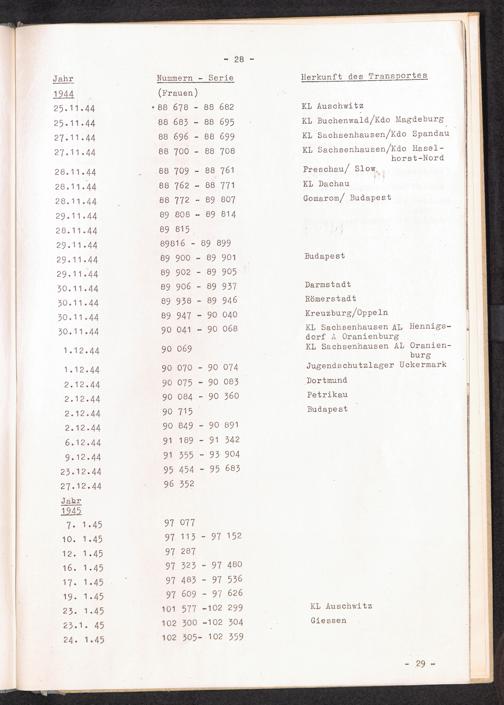 - 28 -
Jahr Nummern - Serie Herkunft des Transportes
1944 (Frauen)
25.11.44 88 678 - 88 682 KL Auschwitz
25.11.44 88 683 - 88 695 KL Buchenwald/Kdo Magdeburg
27.11.44 88 696 - 88 699 KL Sachsenhausen/Kdo Spandau
27.11.44 88 700 - 88 708 KL Sachsenhausen/Kdo Hasel-
horst-Nord
28.11.44 88 709 - 88 761 Preschau/ Slow.
28.11.44 88 762 - 88 771 KL Dachau
28.11.44 88 772 - 89 807 Gomarom/ Budapest
29.11.44 89 808 - 89 814
28.11.44 89 815
29.11.44 89816 - 89 899
29.11.44 89 900 - 89 901 Budapest
29.11.44 89 902 - 89 905
30.11.44 89 906 - 89 937 Darmstadt
30.11.44 89 938 - 89 946 Römerstadt
30.11.44 89 947 - 90 040 Kreuzburg/Oppeln
30.11.44 90 041 - 90 068 KL Sachsenhausen AL Hennigs-
dorf & Oranienburg
1.12.44 90 069 KL Sachsenhausen AL Oranien-
burg
1.12.44 90 070 - 90 074 Jugendschutzlager Uckermark
2.12.44 90 075 - 90 083 Dortmund
2.12.44 90 084 - 90 360 Petrikau
2.12.44 90 715 Budapest
2.12.44 90 849 - 90 891
6.12.44 91 189 - 91 342
9.12.44 91 355 - 93 904
23.12.44 95 454 - 95 683
27.12.44 96 352
Jahr
1945
7. 1.45 97 077
10. 1.45 97 113 - 97 152
12. 1.45 97 287
16. 1.45 97 323 - 97 480
17. 1.45 97 483 - 97 536
19. 1.45 97 609 - 97 626
23. 1.45 101 577 -102 299 KL Auschwitz
23.1. 45 102 300 -102 304 Giessen
24. 1.45 102 305- 102 359
- 29 -